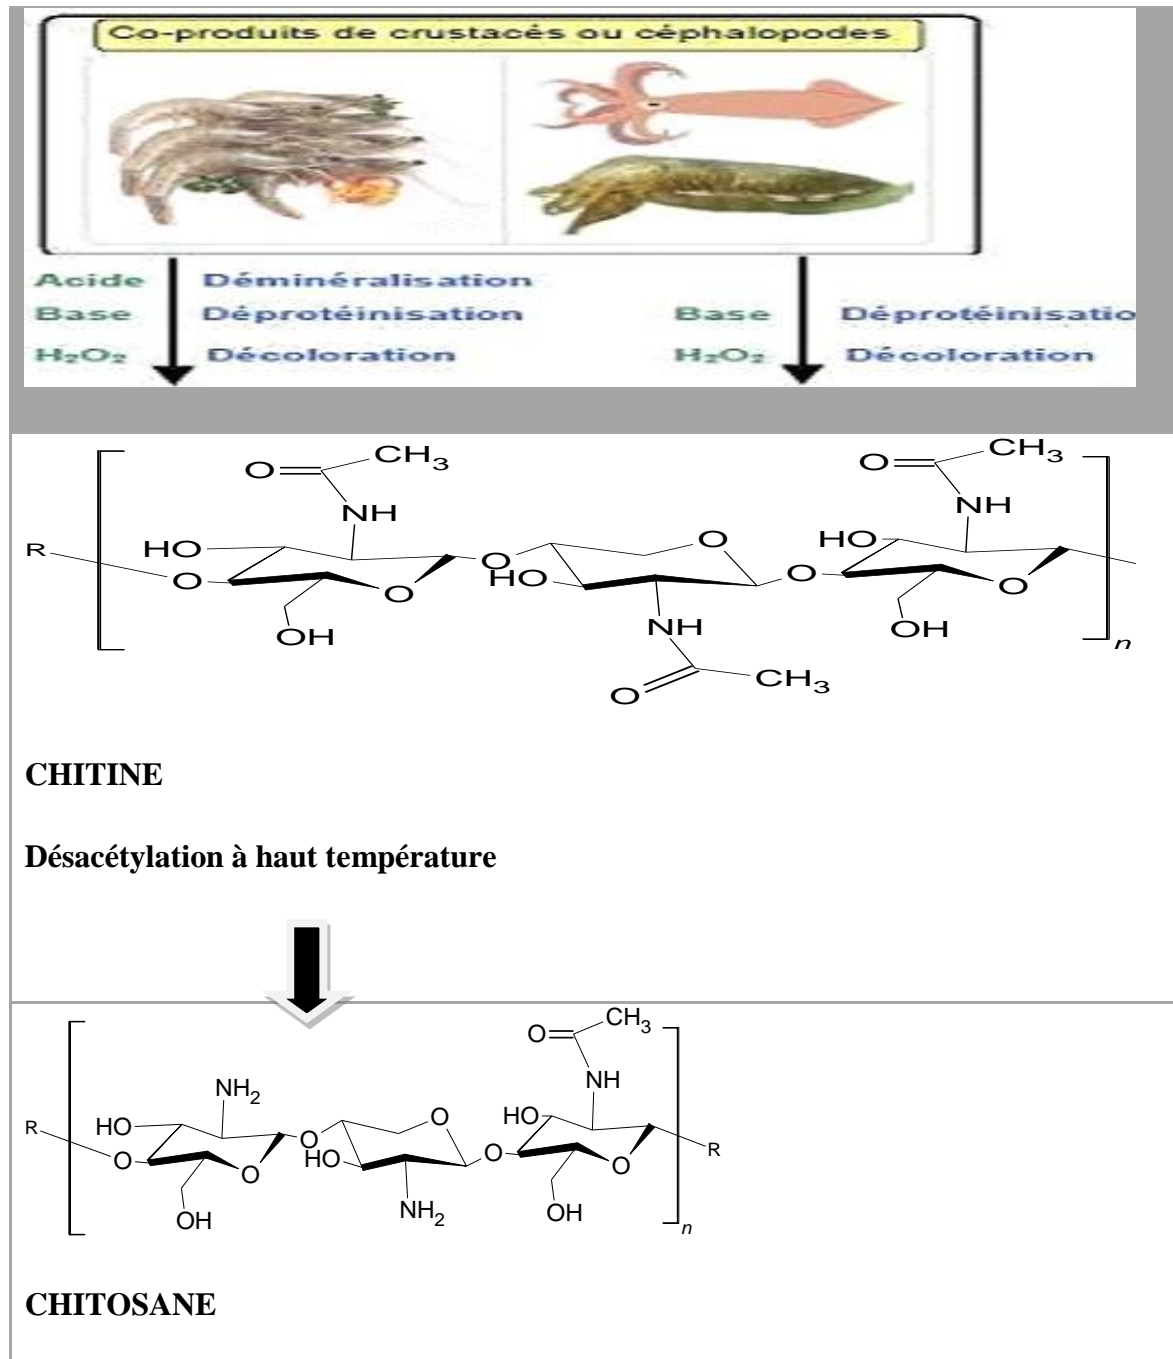 Co-produits de crustacés ou céphalopodes
Acide Déminéralisation
Base Déprotéinisation Base Déprotéinisatio
H₂O₂ Décoloration H₂O₂ Décoloration
O CH₃ O CH₃
NH NH
R HO O HO
O O HO O O
O OH OH
NH n
O CH₃
CHITINE
Désacétylation à haut température
O CH₃
NH₂ NH
R HO O HO
O O HO O R
O O
OH NH₂ OH n
CHITOSANE